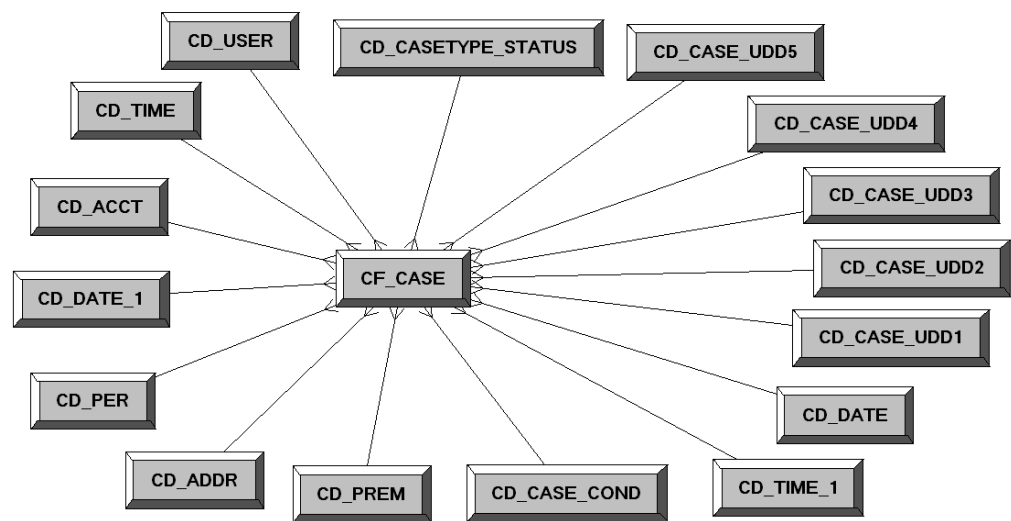 CD_USER
CD_CASETYPE_STATUS
CD_CASE_UDD5
CD_TIME
CD_CASE_UDD4
CD_ACCT
CD_CASE_UDD3
CF_CASE
CD_CASE_UDD2
CD_DATE_1
CD_CASE_UDD1
CD_PER
CD_DATE
CD_ADDR
CD_PREM
CD_CASE_COND
CD_TIME_1